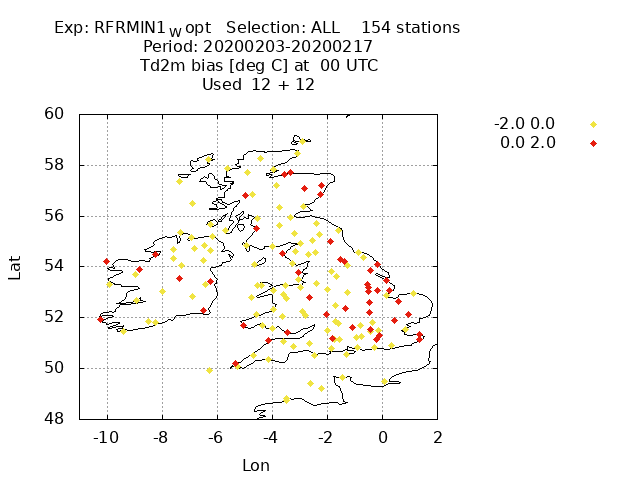 Exp: RFRMIN1 W opt Selection: ALL 154 stations
Period: 20200203-20200217
Td2m bias [deg C] at 00 UTC
Used 12 + 12
-2.0 0.0
0.0 2.0
60
58
56
54
52
50
48
Lat
-10 -8 -6 -4 -2 0 2
Lon